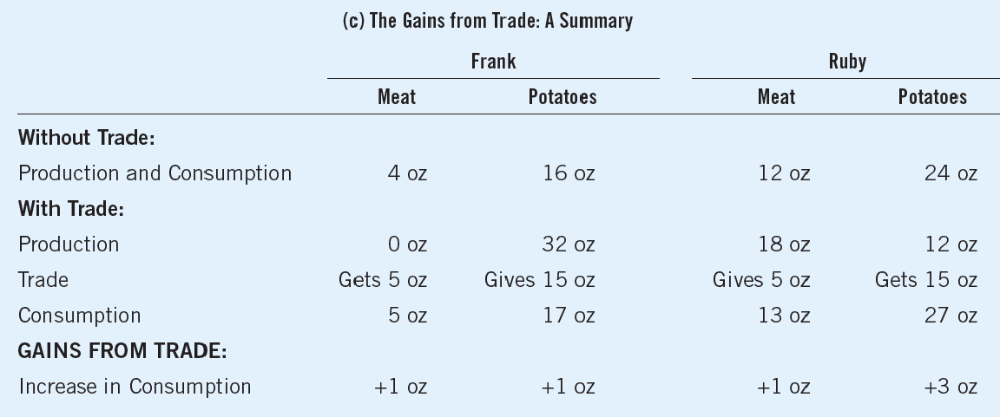 (c) The Gains from Trade: A Summary
Frank Ruby
Meat Potatoes Meat Potatoes
Without Trade:
Production and Consumption 4 oz 16 oz 12 oz 24 oz
With Trade:
Production 0 oz 32 oz 18 oz 12 oz
Trade Gets 5 oz Gives 15 oz Gives 5 oz Gets 15 oz
Consumption 5 oz 17 oz 13 oz 27 oz
GAINS FROM TRADE:
Increase in Consumption +1 oz +1 oz +1 oz +3 oz